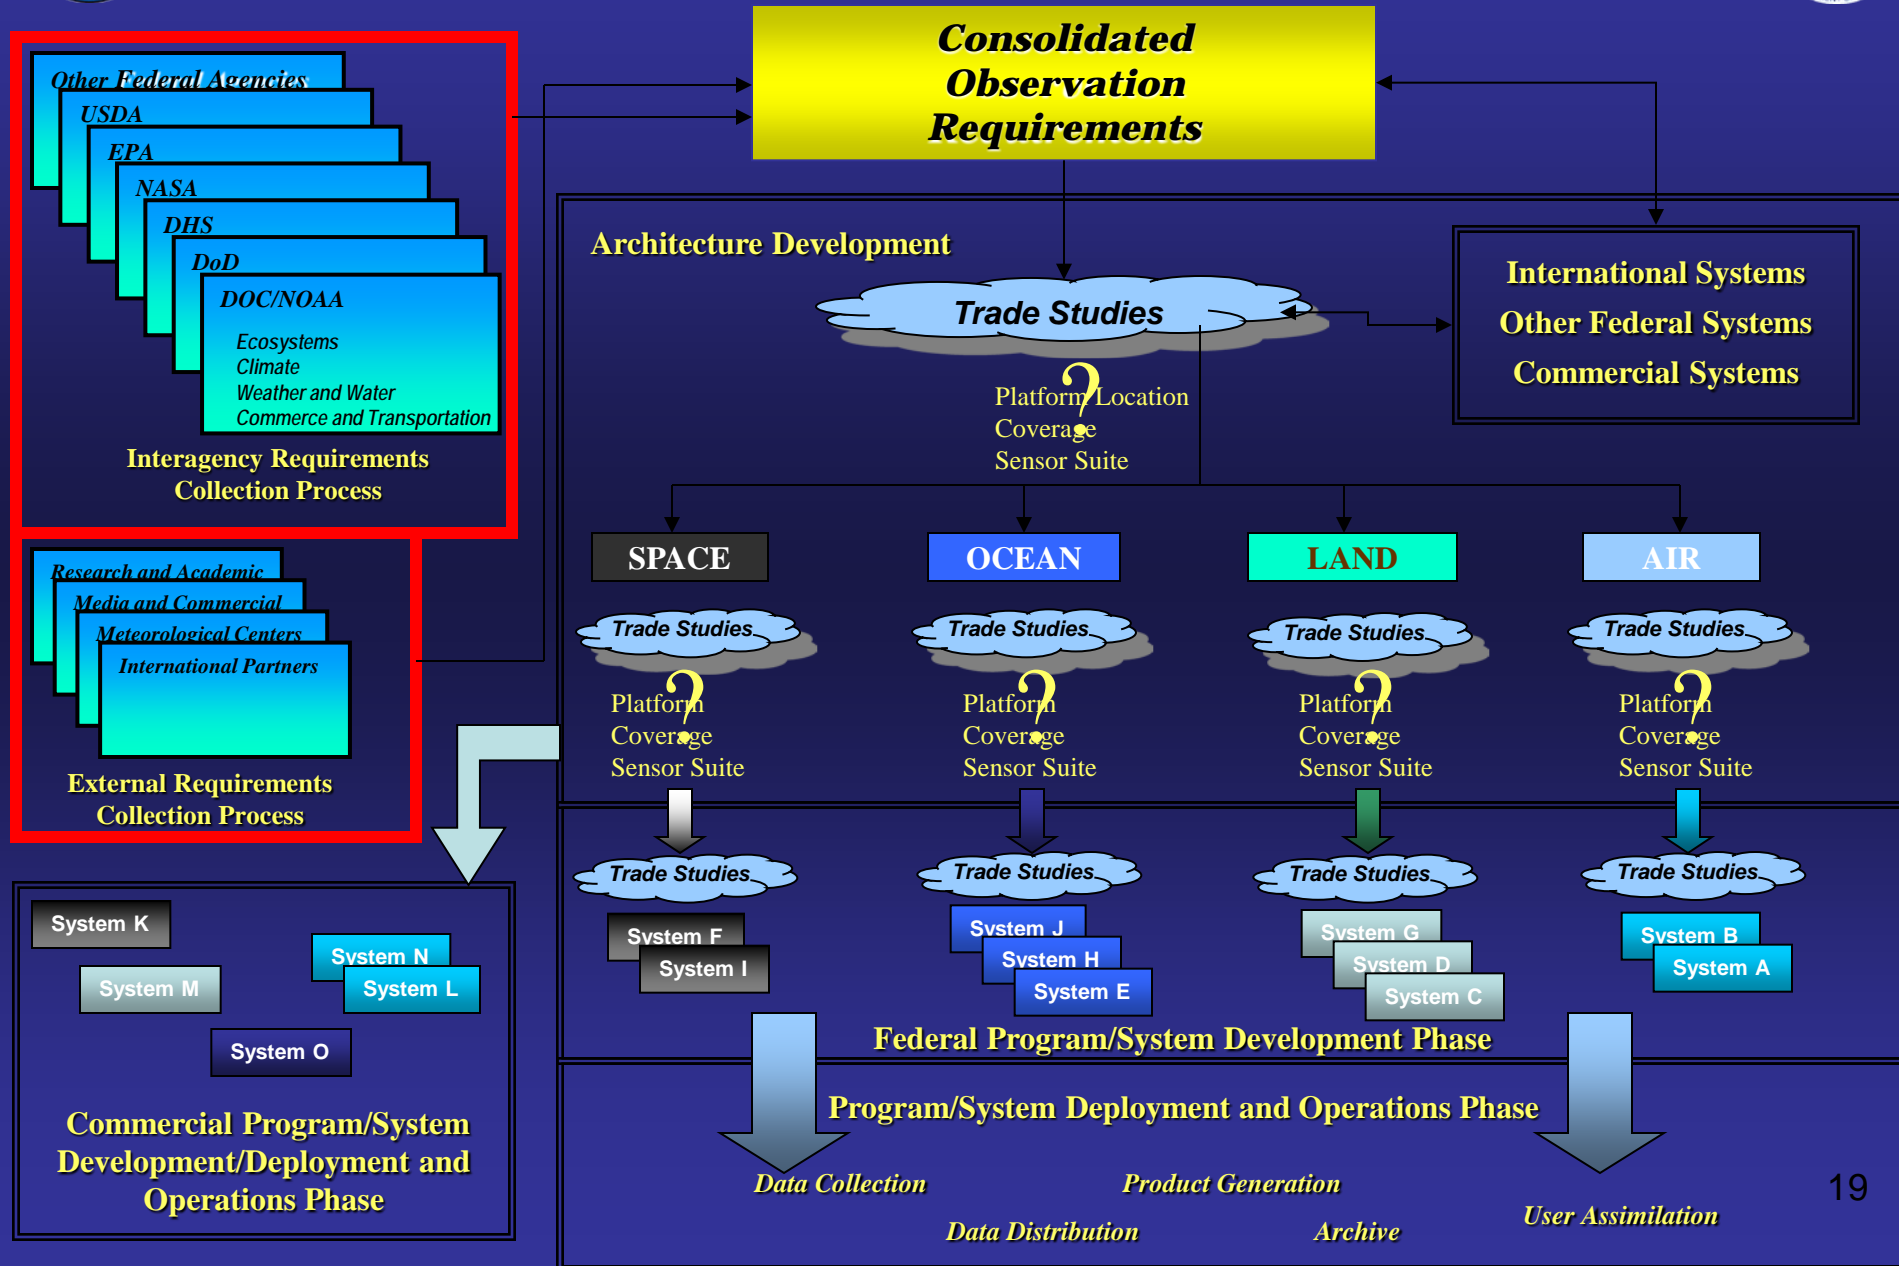 Consolidated
Observation
Requirements
Other Federal Agencies
USDA
EPA
NASA
DHS
DoD
DOC/NOAA
Ecosystems
Climate
Weather and Water
Commerce and Transportation
Interagency Requirements
Collection Process
Research and Academic
Media and Commercial
Meteorological Centers
International Partners
External Requirements
Collection Process
Architecture Development
Trade Studies
?
Platform Location
Coverage
Sensor Suite
International Systems
Other Federal Systems
Commercial Systems
SPACE
OCEAN
LAND
AIR
Trade Studies
Trade Studies
Trade Studies
Trade Studies
?
Platform
Coverage
Sensor Suite
?
Platform
Coverage
Sensor Suite
?
Platform
Coverage
Sensor Suite
?
Platform
Coverage
Sensor Suite
Trade Studies
Trade Studies
Trade Studies
Trade Studies
System F
System I
System J
System H
System E
System G
System D
System C
System B
System A
Federal Program/System Development Phase
System K
System N
System L
System M
System O
Commercial Program/System
Development/Deployment and
Operations Phase
Program/System Deployment and Operations Phase
Data Collection
Product Generation
Data Distribution
Archive
User Assimilation
19